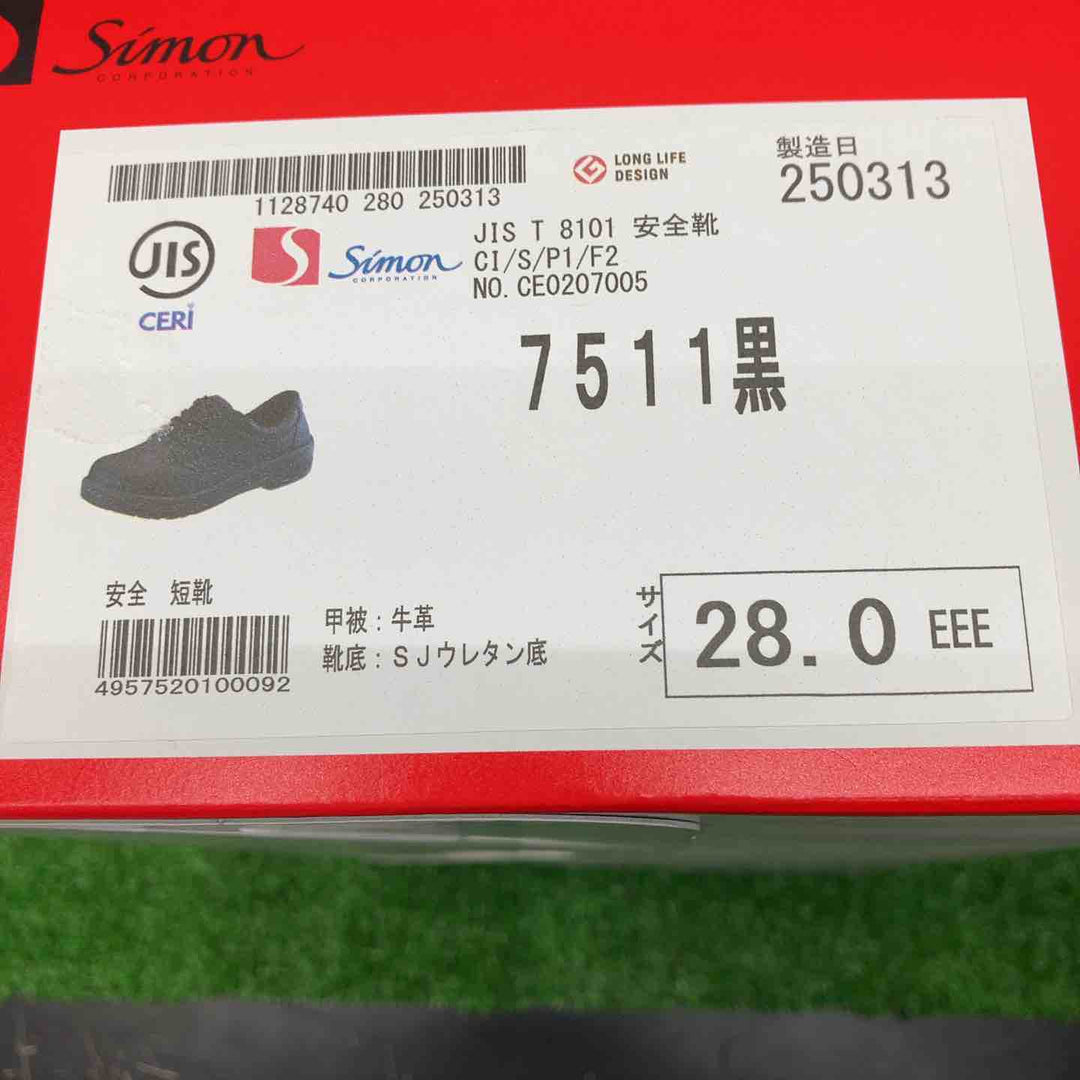 Simon
CORPORATION
1128740 280 250313
LONG LIFE
DESIGN
製造日
250313
JIS
CERI
S
Simon
CORPORATION
JIS T 8101 安全靴
CI/S/P1/F2
NO. CE0207005
7511黒
安全 短靴
4957520100092
甲被：牛革
靴底：SJウレタン底
サイズ
28.0 EEE